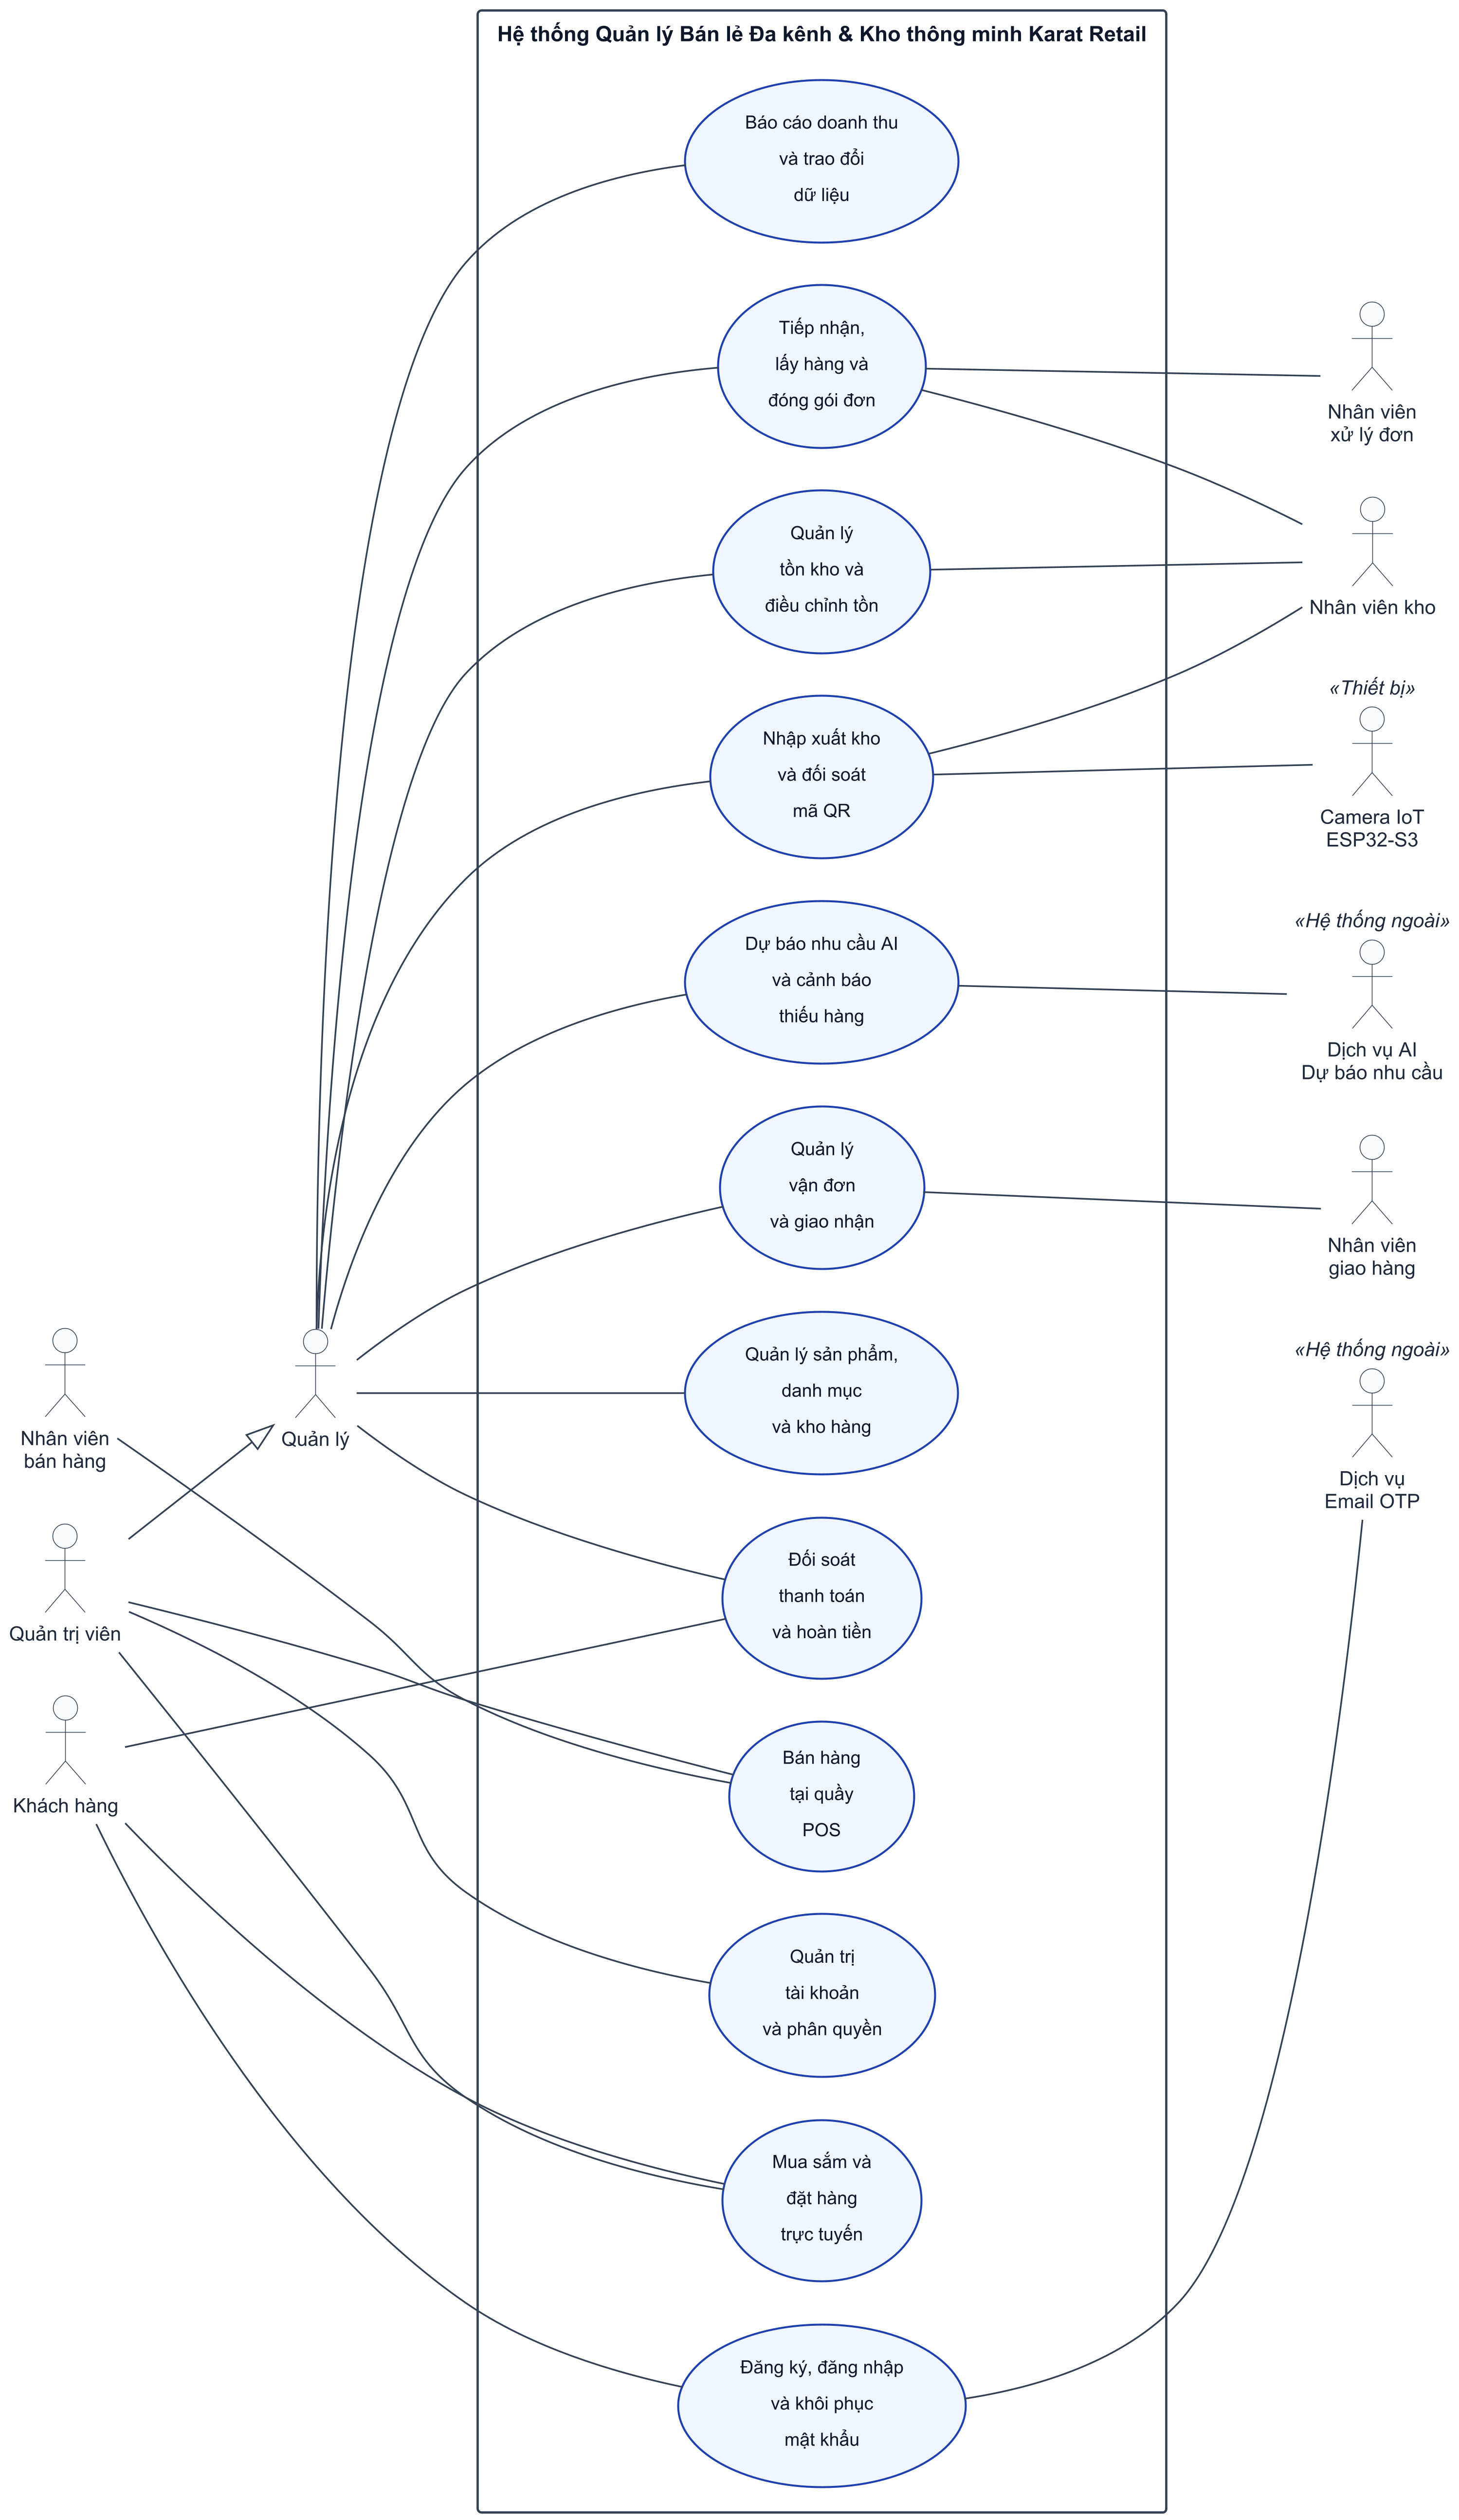 Hệ thống Quản lý Bán lẻ Đa kênh & Kho thông minh Karat Retail
Báo cáo doanh thu
và trao đổi
dữ liệu
Tiếp nhận,
lấy hàng và
đóng gói đơn
Nhân viên
xử lý đơn
Quản lý
tồn kho và
điều chỉnh tồn
Nhân viên kho
Nhập xuất kho
và đối soát
mã QR
«Thiết bị»
Camera IoT
ESP32-S3
Dự báo nhu cầu AI
và cảnh báo
thiếu hàng
«Hệ thống ngoài»
Dịch vụ AI
Dự báo nhu cầu
Quản lý
vận đơn
và giao nhận
Nhân viên
giao hàng
Quản lý sản phẩm,
danh mục
và kho hàng
«Hệ thống ngoài»
Dịch vụ
Email OTP
Nhân viên
bán hàng
Quản lý
Đối soát
thanh toán
và hoàn tiền
Quản trị viên
Bán hàng
tại quầy
POS
Khách hàng
Quản trị
tài khoản
và phân quyền
Mua sắm và
đặt hàng
trực tuyến
Đăng ký, đăng nhập
và khôi phục
mật khẩu